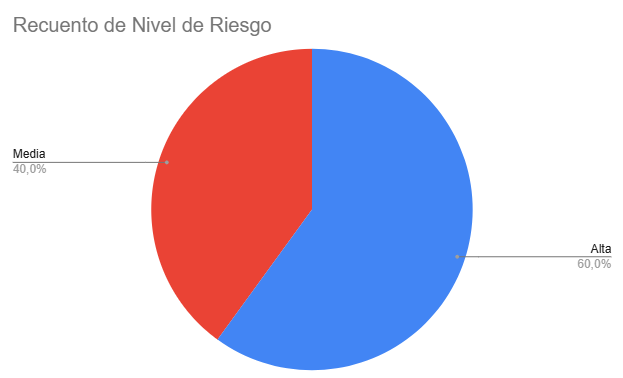 Recuento de Nivel de Riesgo
Media
40,0%
Alta
60,0%